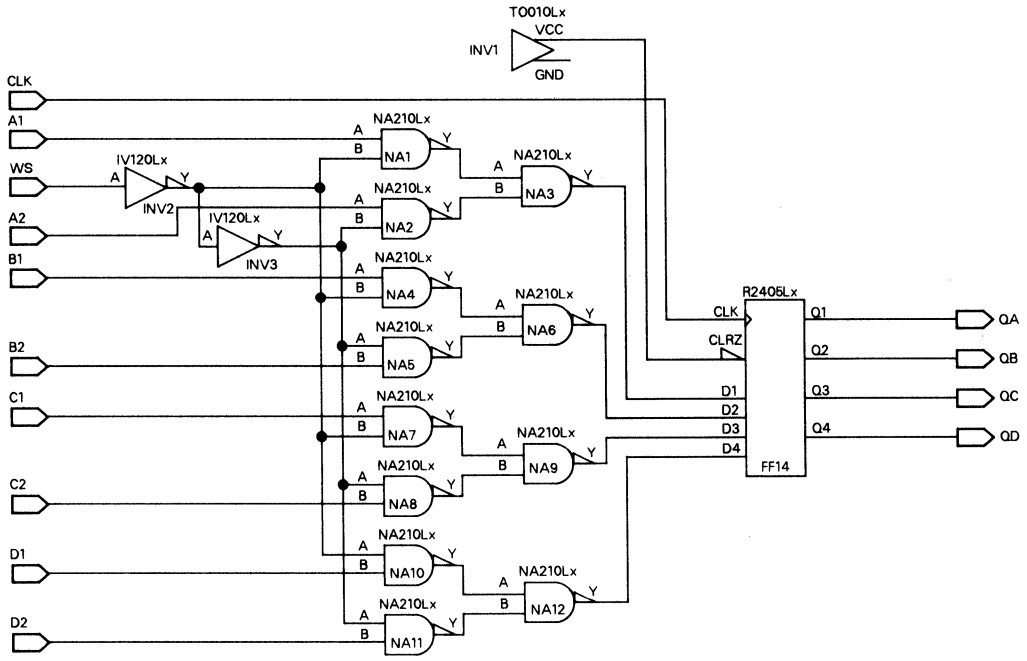 TO010Lx
VCC
INV1
GND
CLK
A1
NA210Lx
A
Y
B
NA1
NA210Lx
IV120Lx
A
Y
WS
A
Y
NA3
B
INV2
NA210Lx
A2
IV120Lx
A
Y
B
NA2
A
Y
B1
INV3
NA210Lx
A
Y
B
NA4
NA210Lx
R2405Lx
A
Y
CLK
Q1
QA
B
NA6
NA210Lx
B2
A
Y
CLRZ
Q2
QB
B
NA5
C1
D1
Q3
QC
NA210Lx
D2
A
Y
B
NA7
NA210Lx
D3
Q4
QD
A
Y
D4
B
NA9
FF14
NA210Lx
C2
A
Y
B
NA8
NA210Lx
D1
A
Y
B
NA10
NA210Lx
A
Y
B
NA12
NA210Lx
D2
A
Y
B
NA11